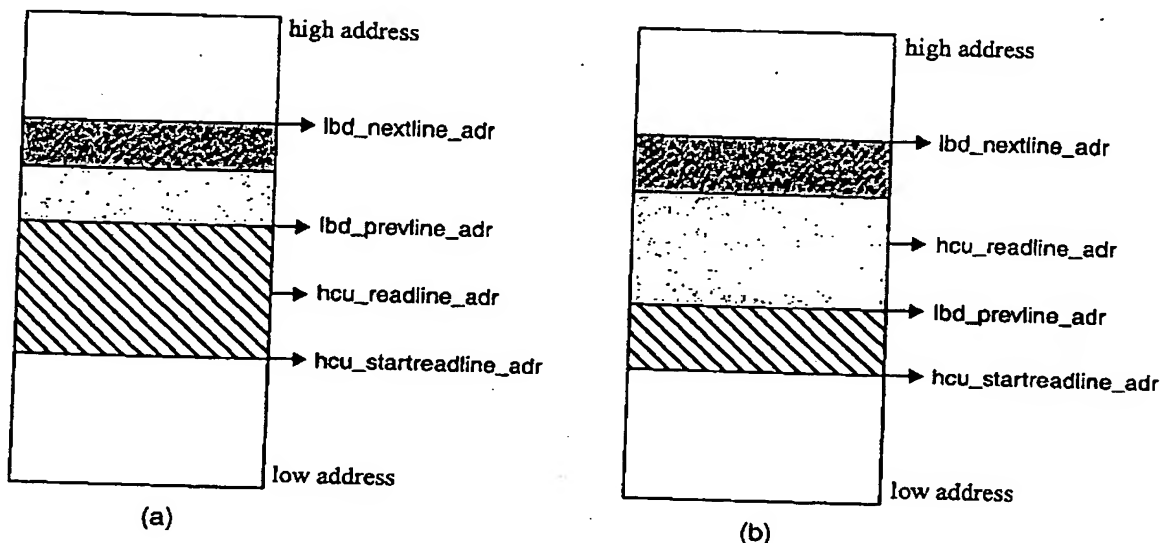 high address
lbd_nextline_adr
lbd_prevline_adr
hcu_readline_adr
hcu_startreadline_adr
low address
(a)
high address
lbd_nextline_adr
hcu_readline_adr
lbd_prevline_adr
hcu_startreadline_adr
low address
(b)